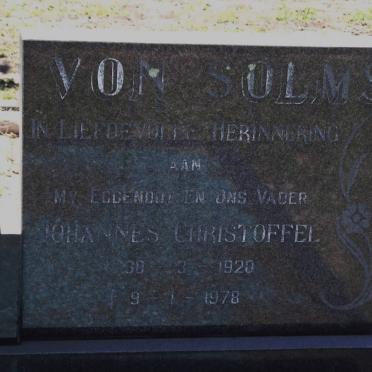 VON SOLMS
IN LIEFDEVOLLE HERINNERING
AAN
MY EGGENOOT EN ONS VADER
JOHANNES CHRISTOFFEL
30 - 3 - 1920
† 9 - 1 - 1978